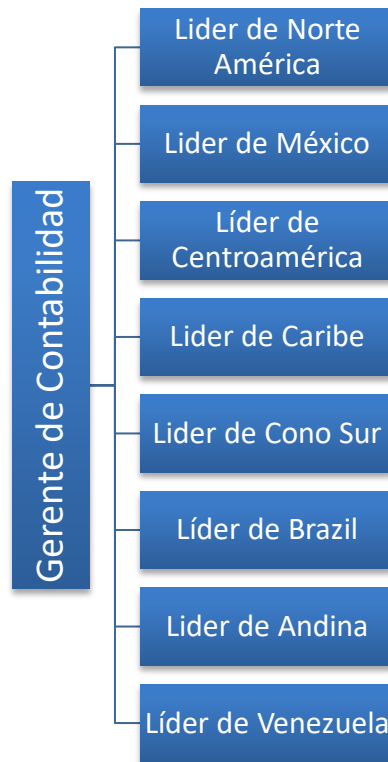 Gerente de Contabilidad
Lider de Norte
América
Lider de México
Líder de
Centroamérica
Lider de Caribe
Lider de Cono Sur
Líder de Brazil
Lider de Andina
Líder de Venezuela